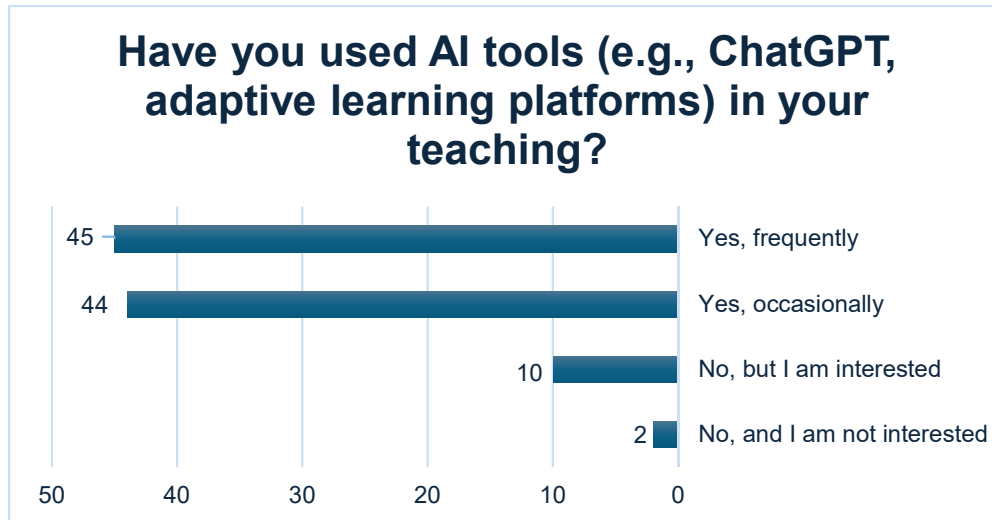 Have you used AI tools (e.g., ChatGPT,
adaptive learning platforms) in your
teaching?
45 Yes, frequently
44 Yes, occasionally
10 No, but I am interested
2 No, and I am not interested
50 40 30 20 10 0